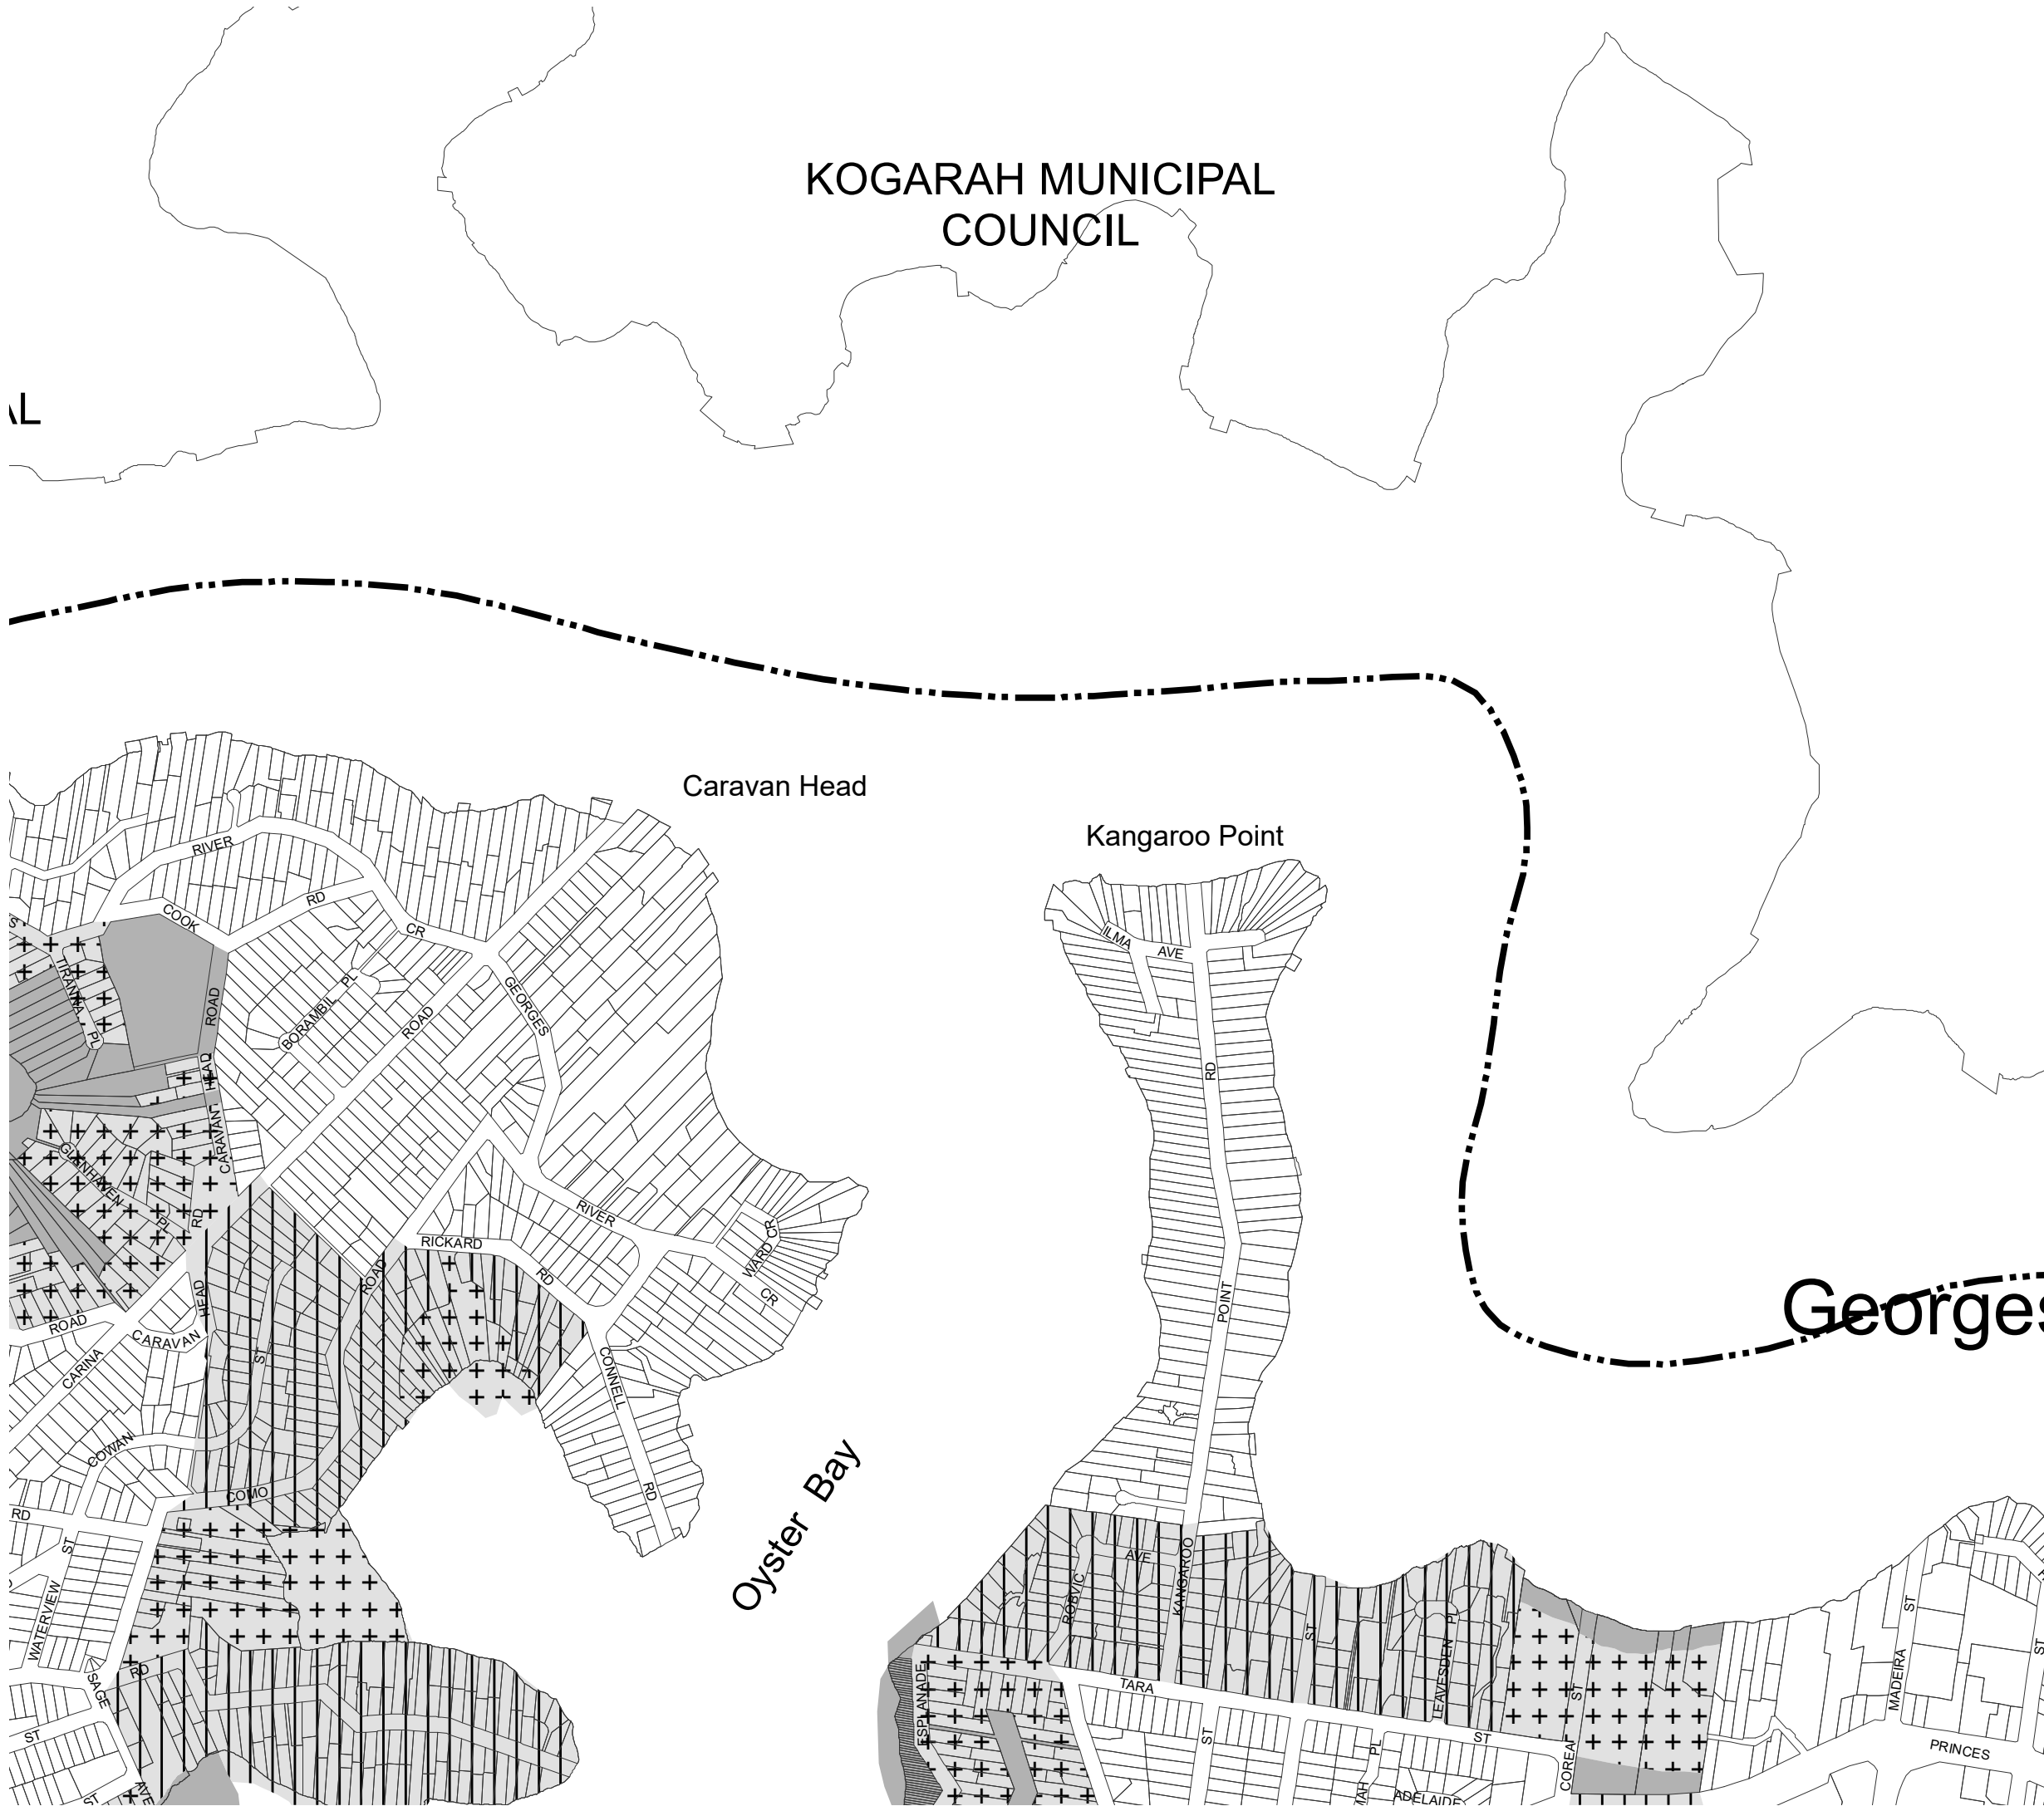 KOGARAH MUNICIPAL
COUNCIL
AL
Caravan Head
Kangaroo Point
RIVER
COOK
RD
CR
ILMA
AVE
TIRANNA
PL
ROAD
BORAMBIL PL
ROAD
GEORGES
HEAD
RD
CARAVAN
GLENHAVEN
PL
RD
RIVER
WARD CR
RICKARD
RD
CR
ROAD
HEAD
POINT
Georges
ROAD
CARAVAN
ST
CARINA
CONNELL
COWAN
Oyster Bay
COMO
RD
RD
ST
AVE
KANGAROO
ROBVIC
WATERVIEW
ST
LEAVESDEN PL
ST
ST
RD
SAGE
ESPLANADE
TARA
ST
MADEIRA
ST
ST
ST
PL
ST
COREA
PRINCES
AVE
ST
MAH
ADELAIDE